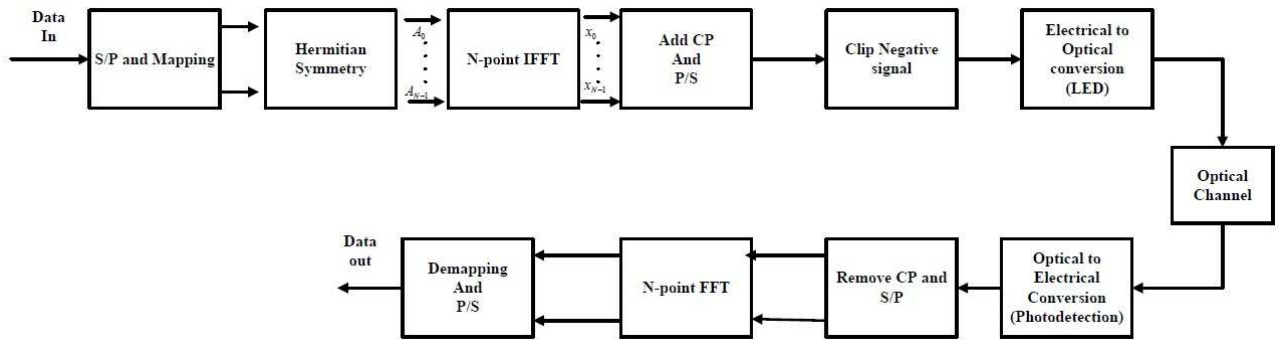 Data
In
S/P and Mapping
Hermitian
Symmetry
A₀
A_{N-1}
N-point IFFT
x₀
x_{N-1}
Add CP
And
P/S
Clip Negative
signal
Electrical to
Optical
conversion
(LED)
Optical
Channel
Optical to
Electrical
Conversion
(Photodetection)
Remove CP and
S/P
N-point FFT
Demapping
And
P/S
Data
out